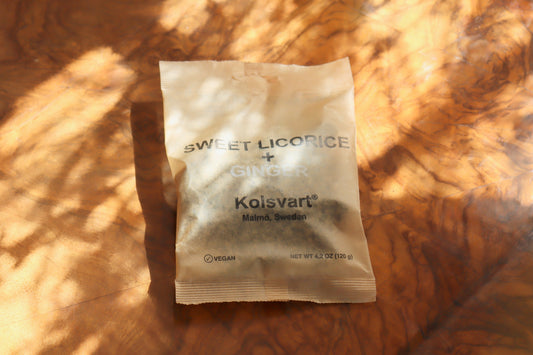 SWEET LICORICE
+
GINGER
Kolsvart®
Malmö, Sweden
VEGAN
NET WT 4.2 OZ (120 g)